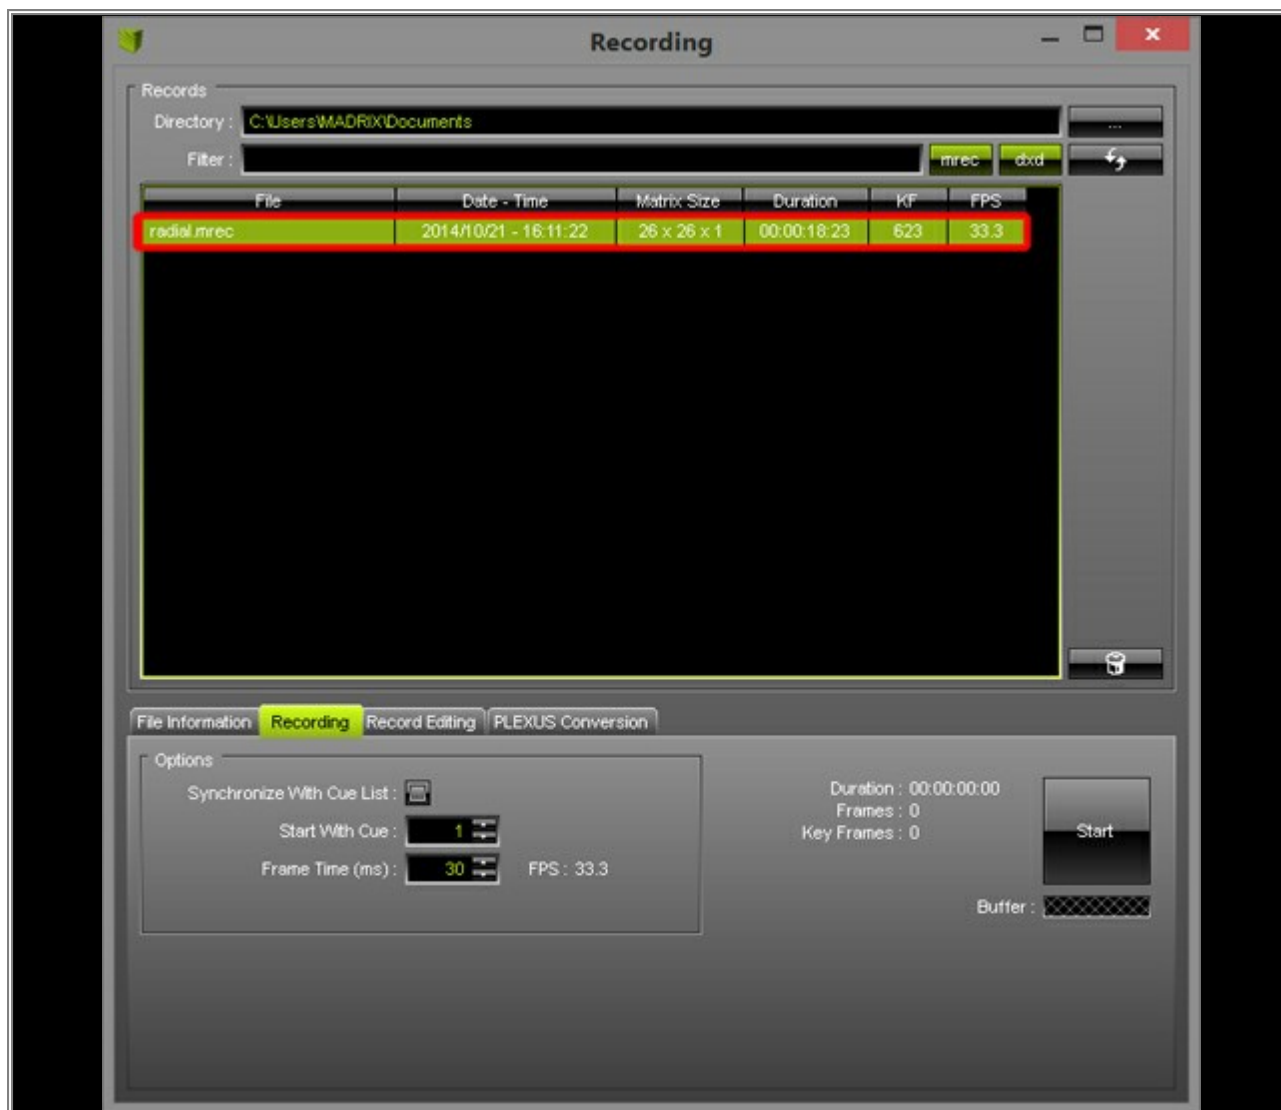 Recording
Records
Directory : C:\Users\MADRIX\Documents ...
Filter : mrec dxd
File Date - Time Matrix Size Duration KF FPS
radial.mrec 2014/10/21 - 16:11:22 26 x 26 x 1 00:00:18:23 623 33.3
File Information Recording Record Editing PLEXUS Conversion
Options
Synchronize With Cue List :
Start With Cue : 1
Frame Time (ms) : 30 FPS : 33.3
Duration : 00:00:00:00
Frames : 0
Key Frames : 0
Start
Buffer :